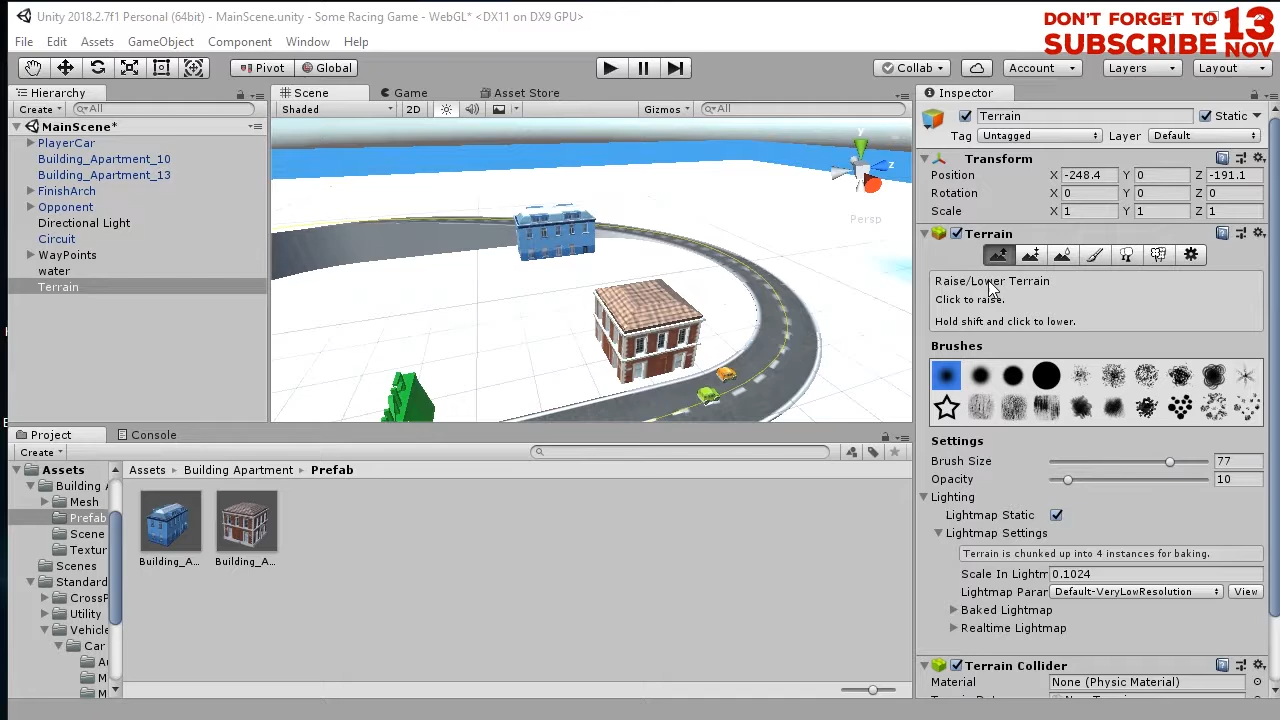 Unity 2018.2.7f1 Personal (64bit) - MainScene.unity - Some Racing Game - WebGL* <DX11 on DX9 GPU>
DON'T FORGET TO
SUBSCRIBE
13
NOV
File Edit Assets GameObject Component Window Help
Pivot Global Collab Account Layers Layout
Hierarchy
Create All
MainScene*
PlayerCar
Building_Apartment_10
Building_Apartment_13
FinishArch
Opponent
Directional Light
Circuit
WayPoints
water
Terrain
Scene Game Asset Store
Shaded 2D Gizmos All
y
z
Persp
Inspector
Terrain Static
Tag Untagged Layer Default
Transform
Position X -248.4 Y 0 Z -191.1
Rotation X 0 Y 0 Z 0
Scale X 1 Y 1 Z 1
Terrain
Raise/Lower Terrain
Click to raise.
Hold shift and click to lower.
Brushes
Settings
Brush Size 77
Opacity 10
Lighting
Lightmap Static
Lightmap Settings
Terrain is chunked up into 4 instances for baking.
Scale In Lightm 0.1024
Lightmap Parar Default-VeryLowResolution View
Baked Lightmap
Realtime Lightmap
Terrain Collider
Material None (Physic Material)
Project Console
Create
Assets
Building A
Mesh
Prefab
Scene
Textur
Scenes
Standard
CrossP
Utility
Vehicle
Car
A
M
M
Assets Building Apartment Prefab
Building_A... Building_A...